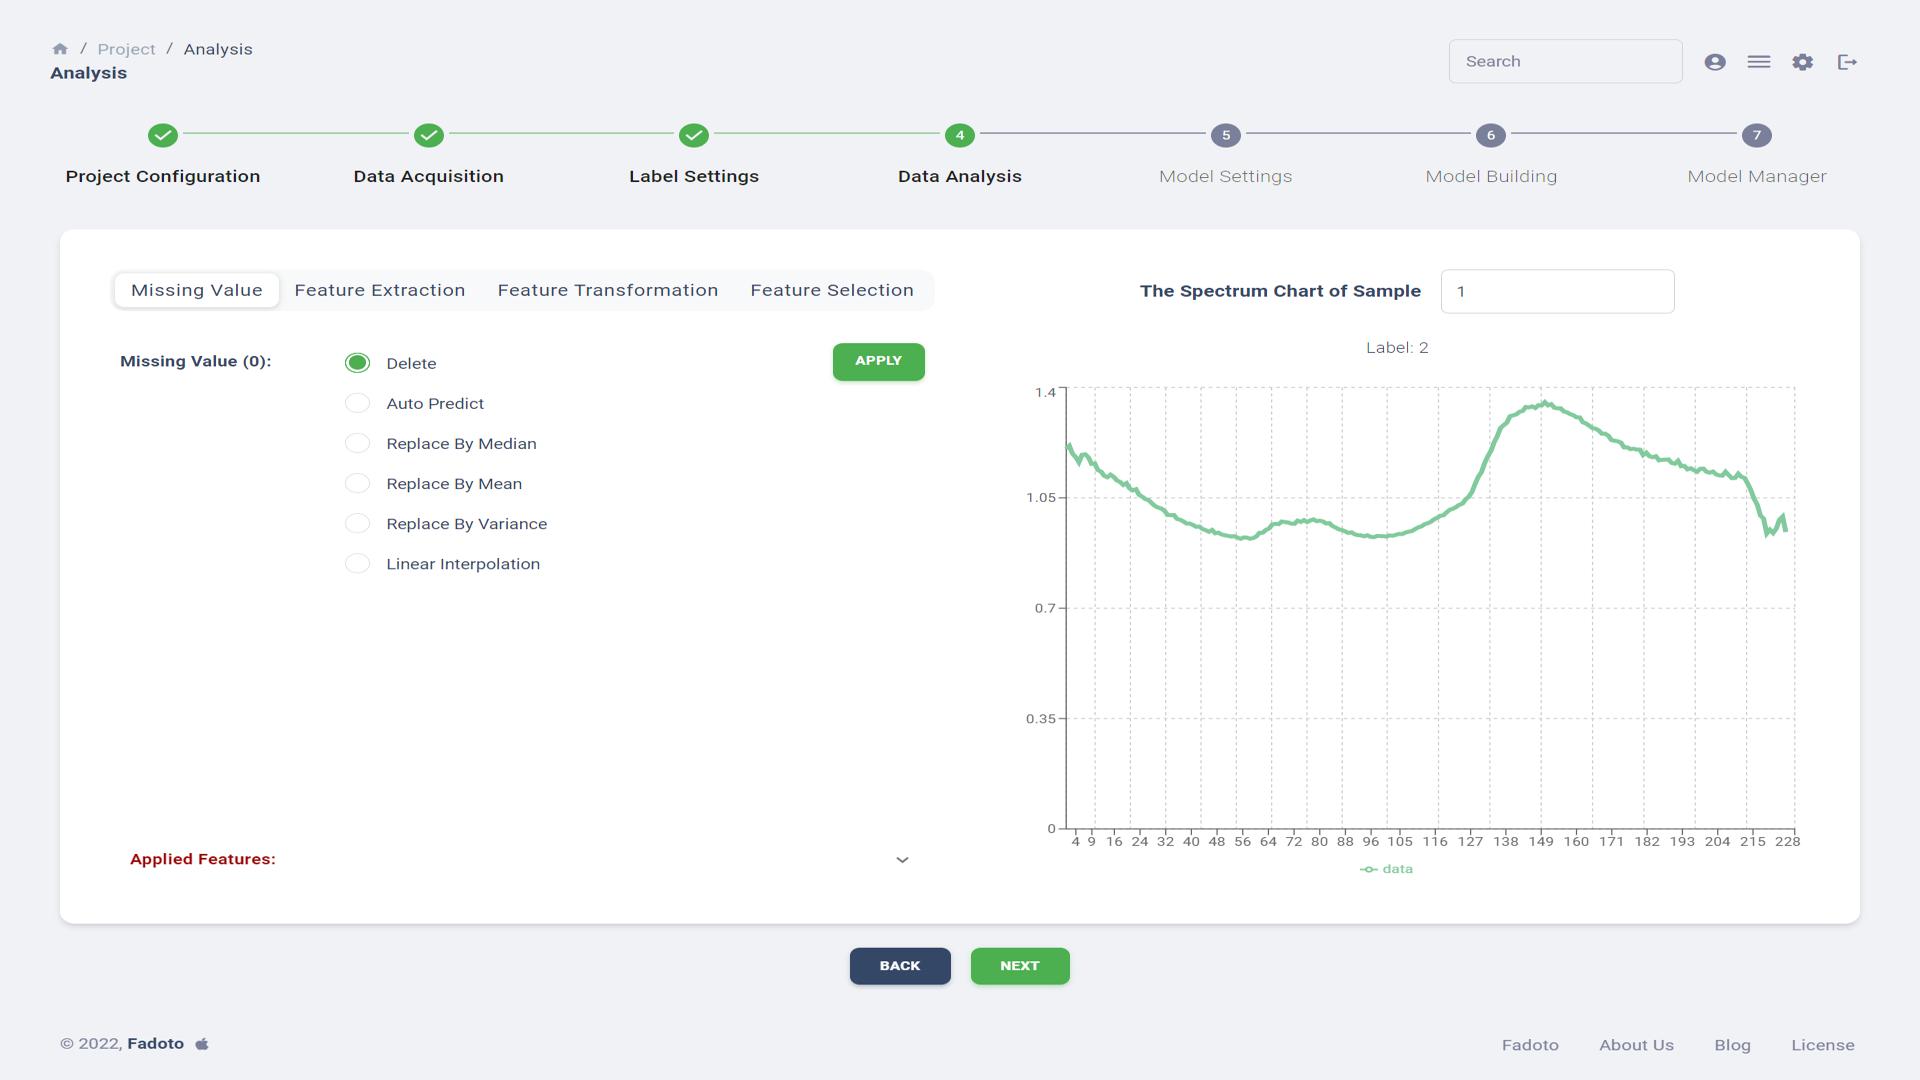 / Project / Analysis
Analysis
Search
4 5 6 7
Project Configuration Data Acquisition Label Settings Data Analysis Model Settings Model Building Model Manager
Missing Value Feature Extraction Feature Transformation Feature Selection
Missing Value (0):
Delete
Auto Predict
Replace By Median
Replace By Mean
Replace By Variance
Linear Interpolation
APPLY
Applied Features:
The Spectrum Chart of Sample 1
Label: 2
1.4
1.05
0.7
0.35
0
4 9 16 24 32 40 48 56 64 72 80 88 96 105 116 127 138 149 160 171 182 193 204 215 228
data
BACK NEXT
© 2022, Fadoto
Fadoto About Us Blog License